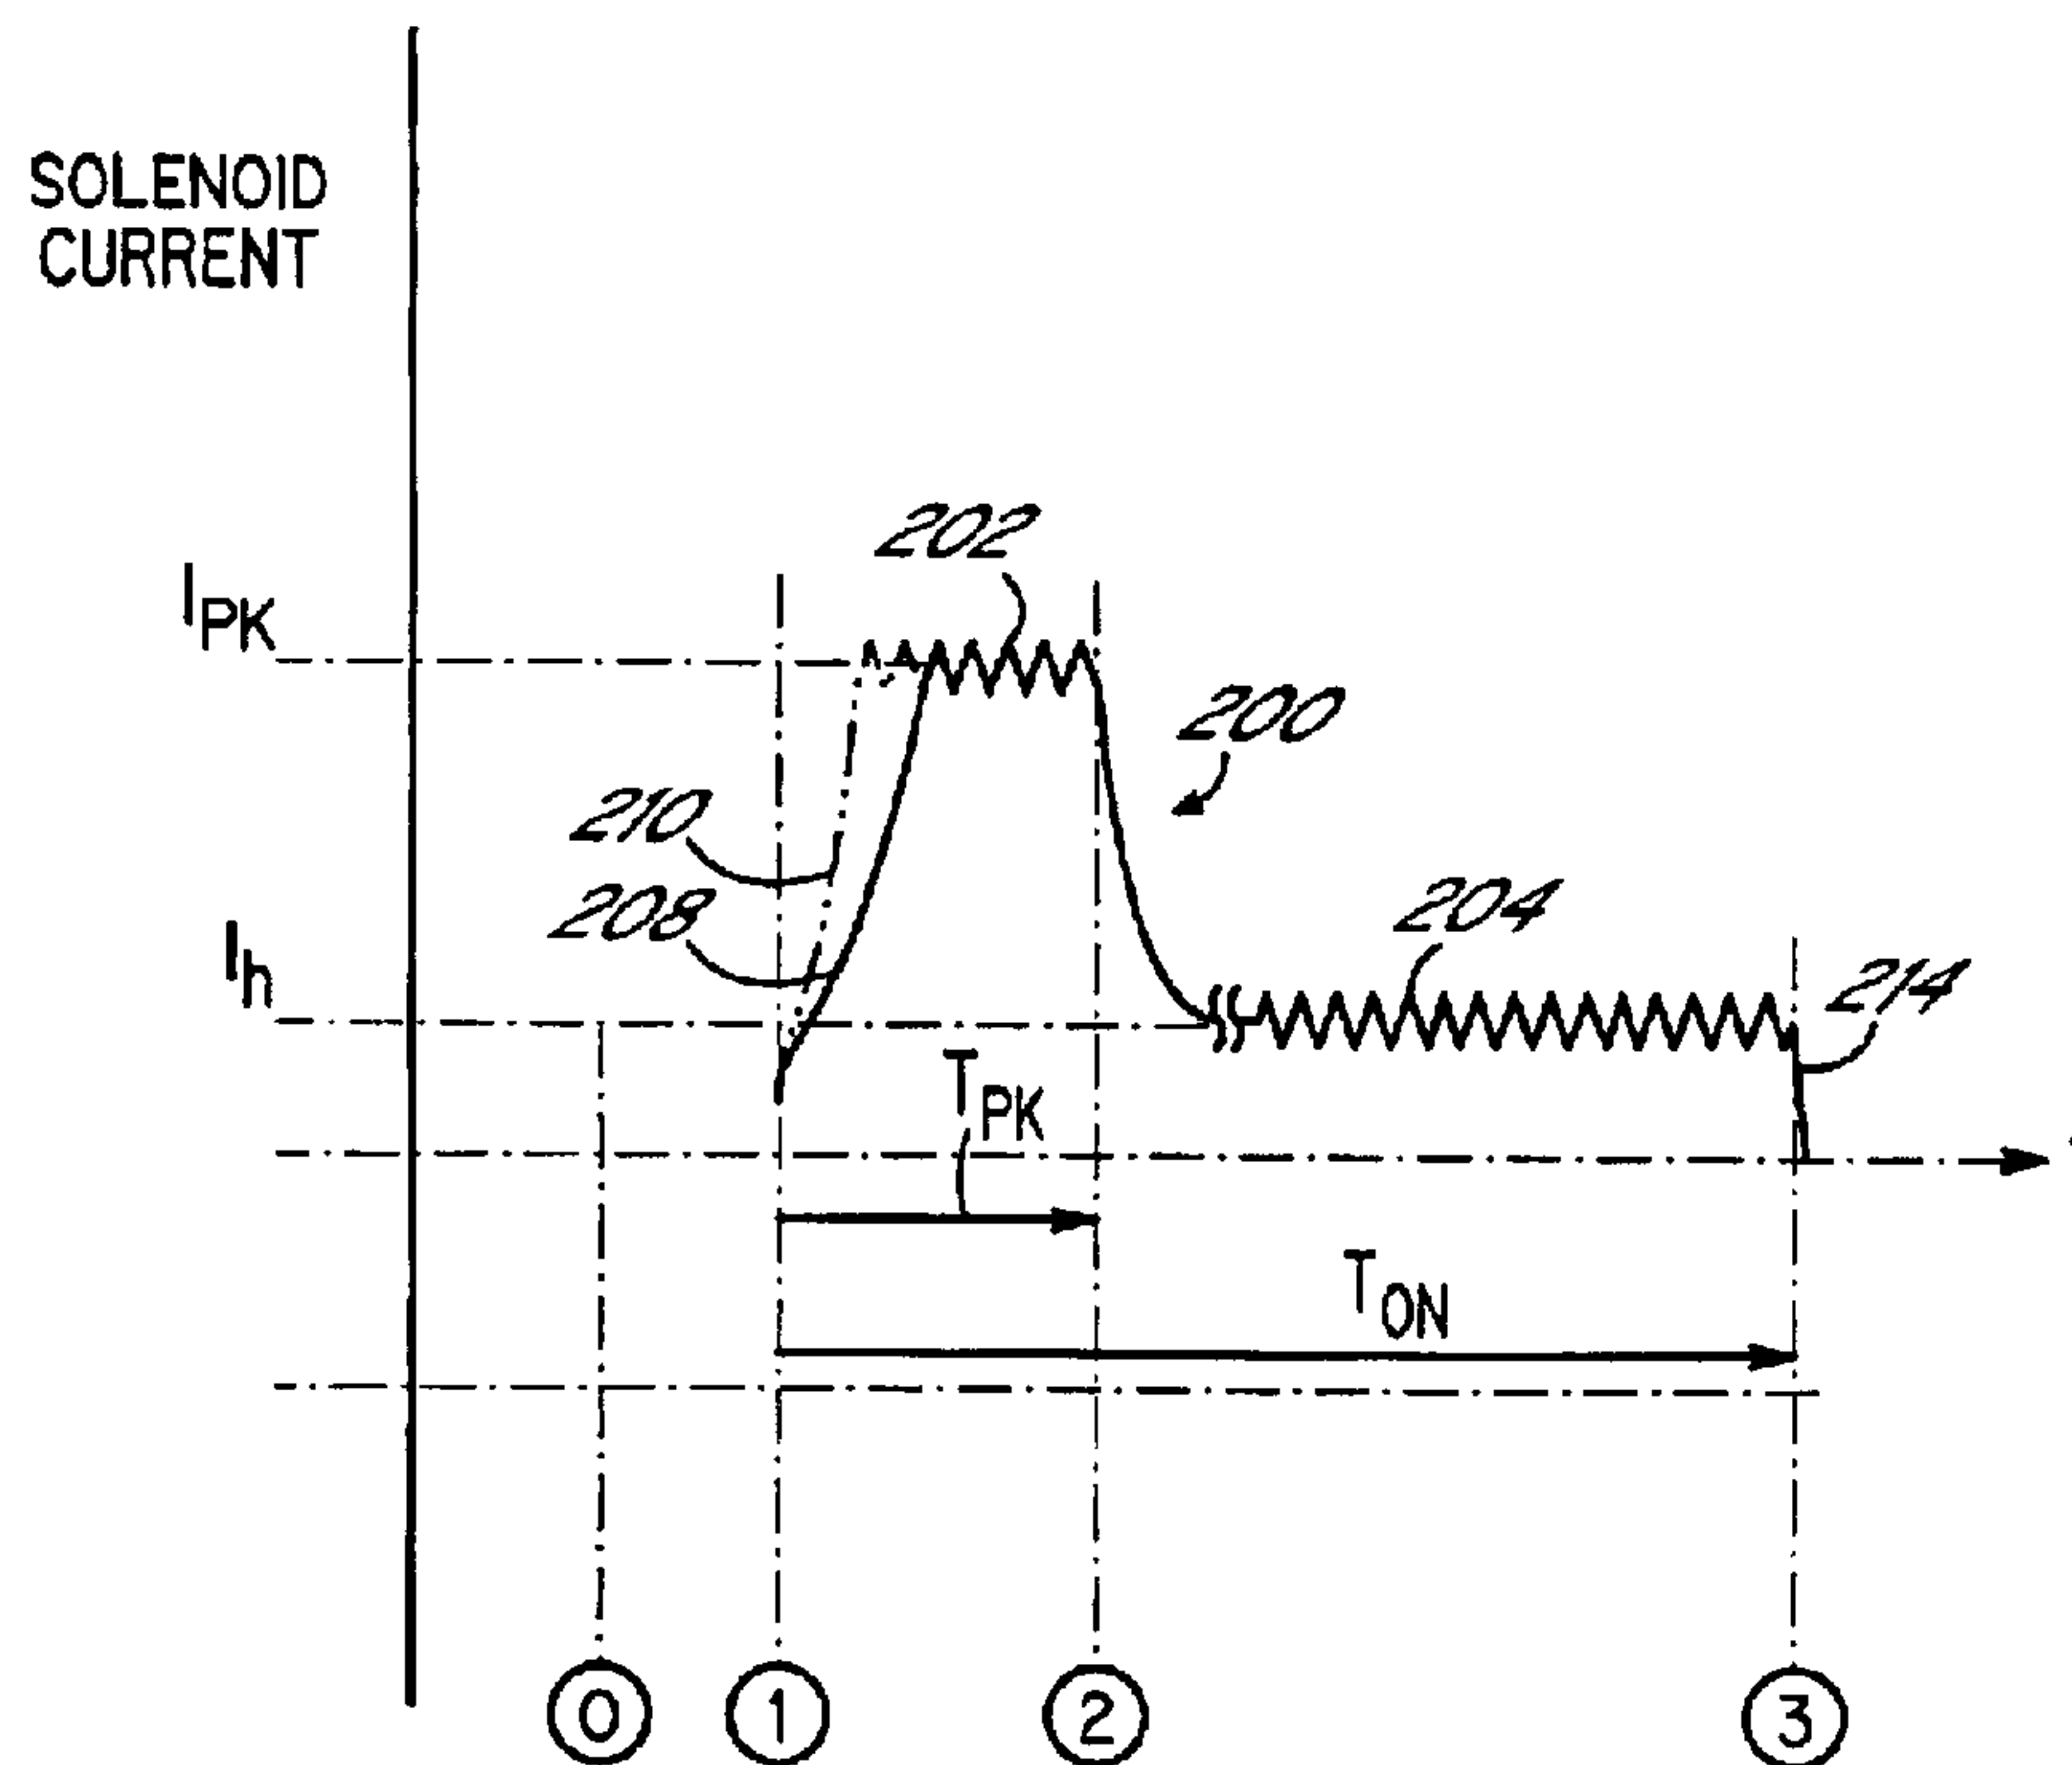 SOLENOID
CURRENT
202
I_PK
200
210
208
204
I_h
214
T_PK
T_ON
0
1
2
3